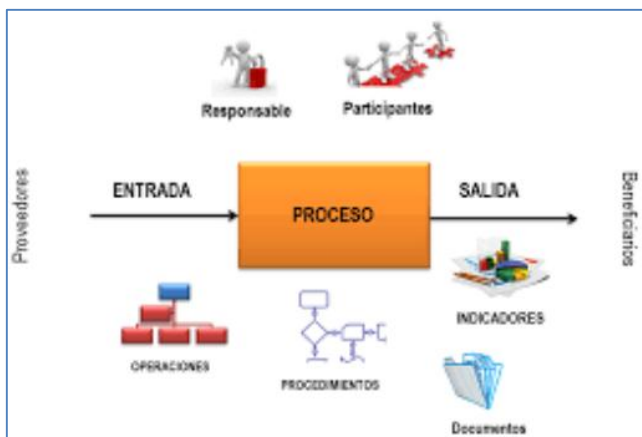 Responsable
Participantes
Proveedores
ENTRADA
PROCESO
SALIDA
Beneficiarios
OPERACIONES
PROCEDIMIENTOS
INDICADORES
Documentos